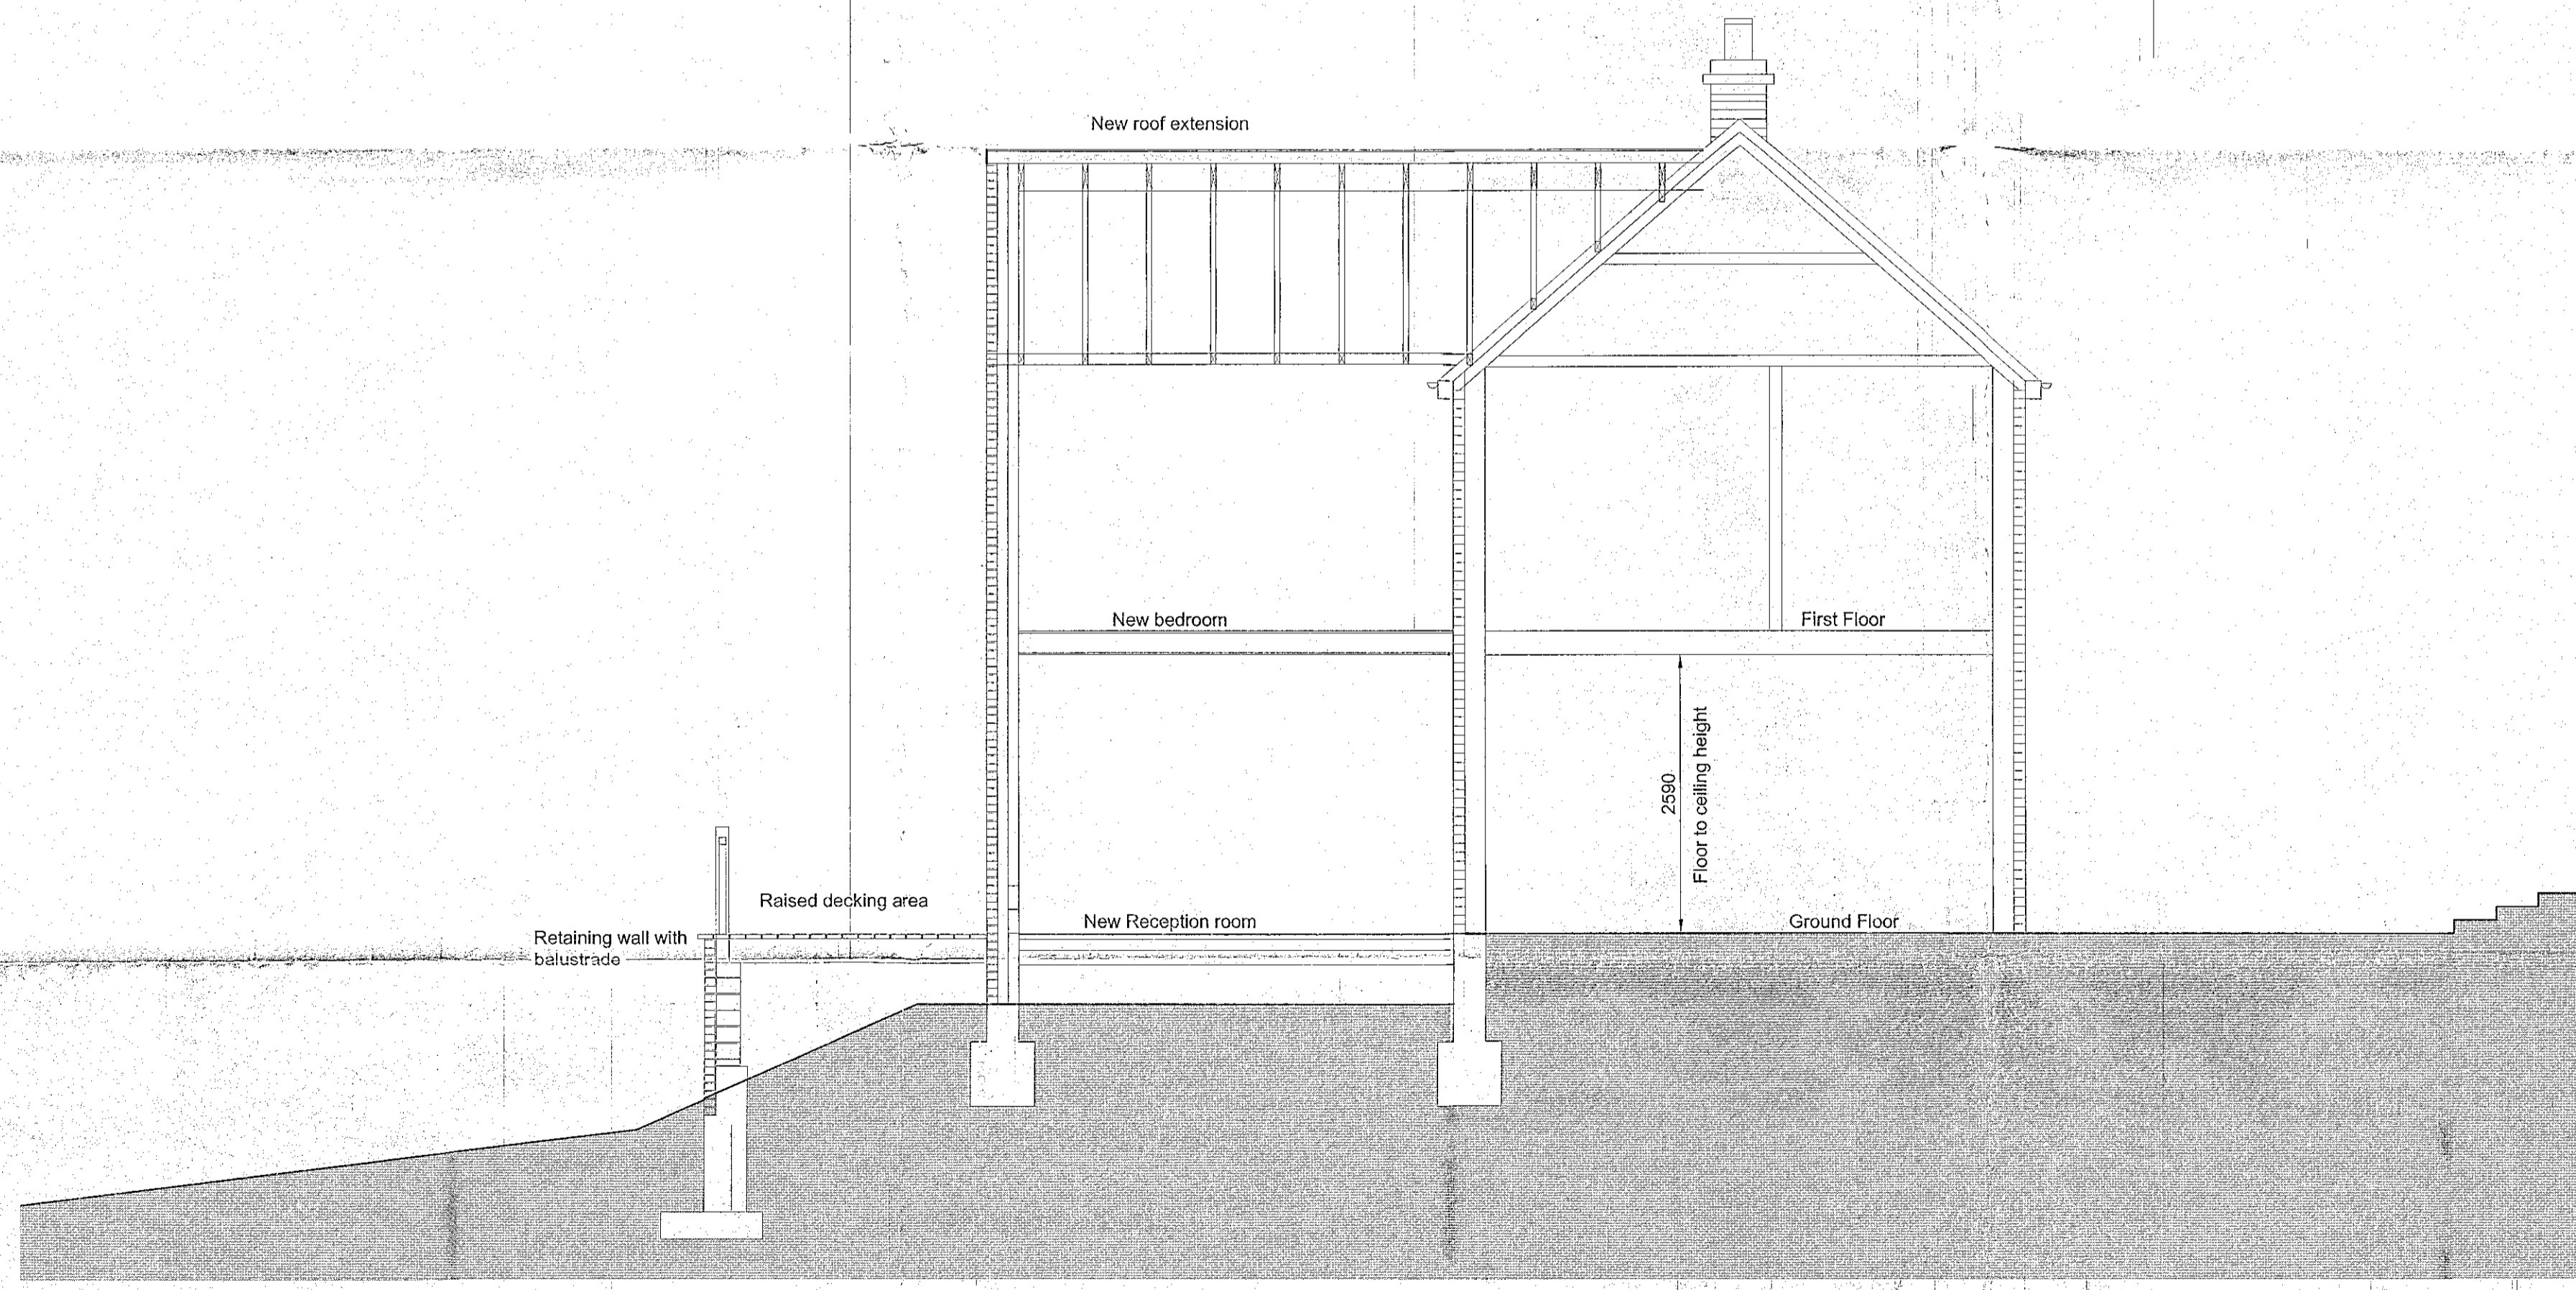 New roof extension
New bedroom
First Floor
2590
Floor to ceiling height
Raised decking area
New Reception room
Ground Floor
Retaining wall with
balustrade